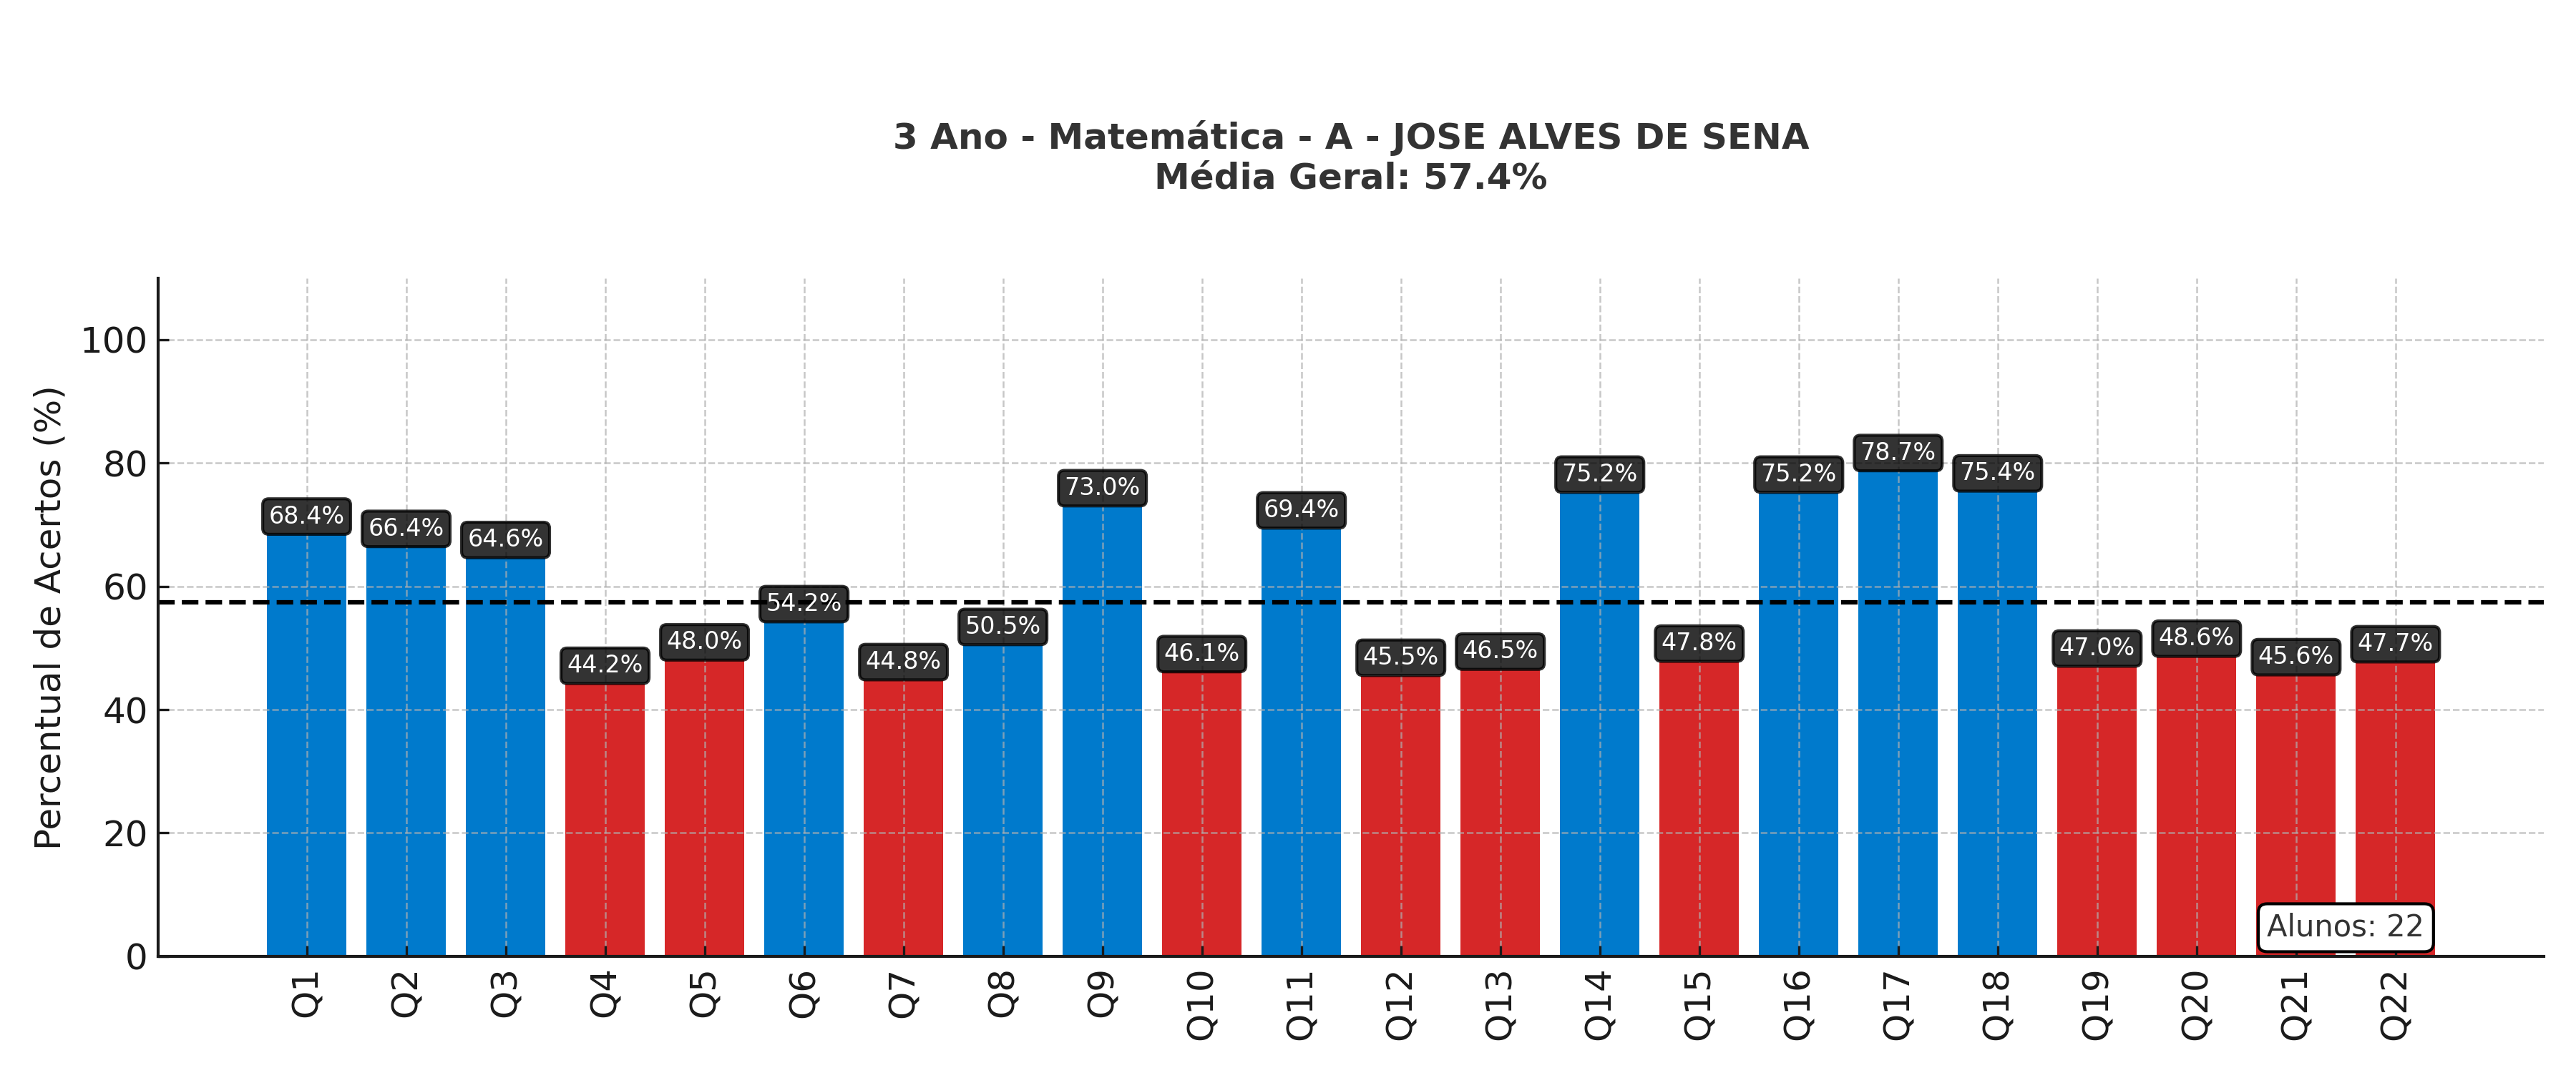 3 Ano - Matemática - A - JOSE ALVES DE SENA
Média Geral: 57.4%
Percentual de Acertos (%)
100
80
60
40
20
0
68.4%
66.4%
64.6%
44.2%
48.0%
54.2%
44.8%
50.5%
73.0%
46.1%
69.4%
45.5%
46.5%
75.2%
47.8%
75.2%
78.7%
75.4%
47.0%
48.6%
45.6%
47.7%
Alunos: 22
Q1
Q2
Q3
Q4
Q5
Q6
Q7
Q8
Q9
Q10
Q11
Q12
Q13
Q14
Q15
Q16
Q17
Q18
Q19
Q20
Q21
Q22